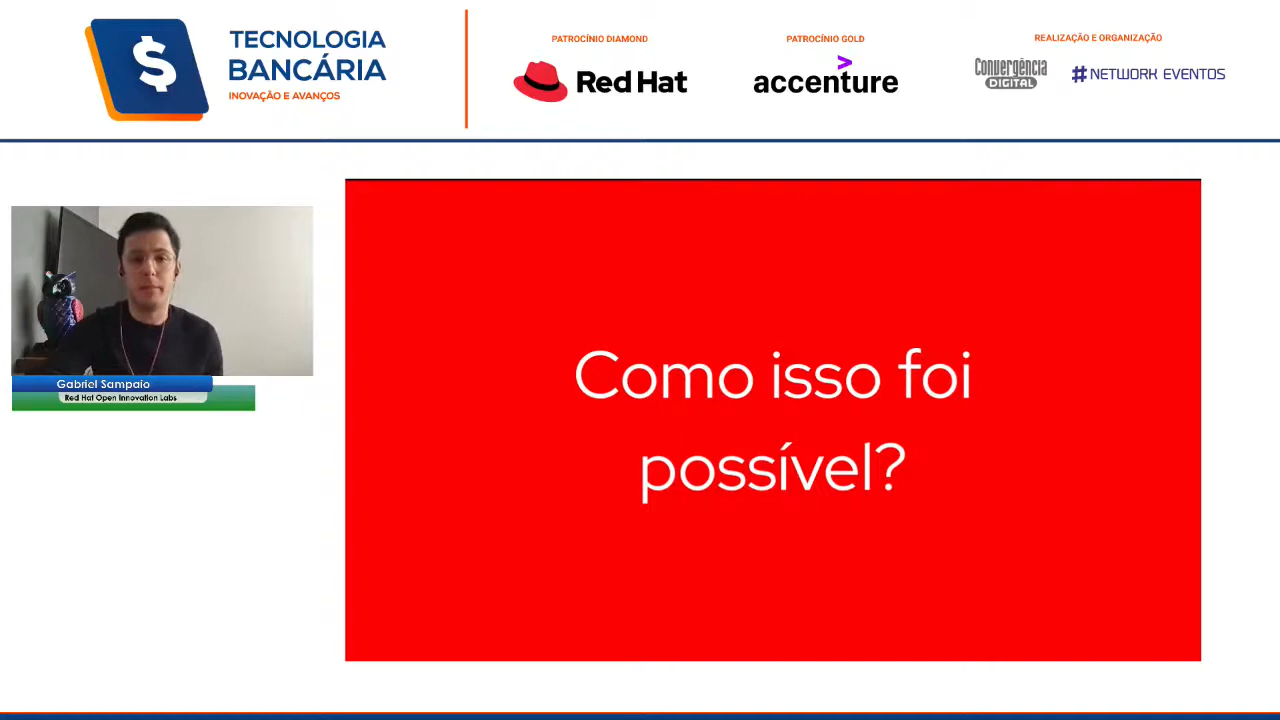 TECNOLOGIA
BANCÁRIA
INOVAÇÃO E AVANÇOS
PATROCÍNIO DIAMOND
Red Hat
PATROCÍNIO GOLD
accenture
REALIZAÇÃO E ORGANIZAÇÃO
Convergência
DIGITAL
#NETWORK EVENTOS
Gabriel Sampaio
Red Hat Open Innovation Labs
Como isso foi
possível?